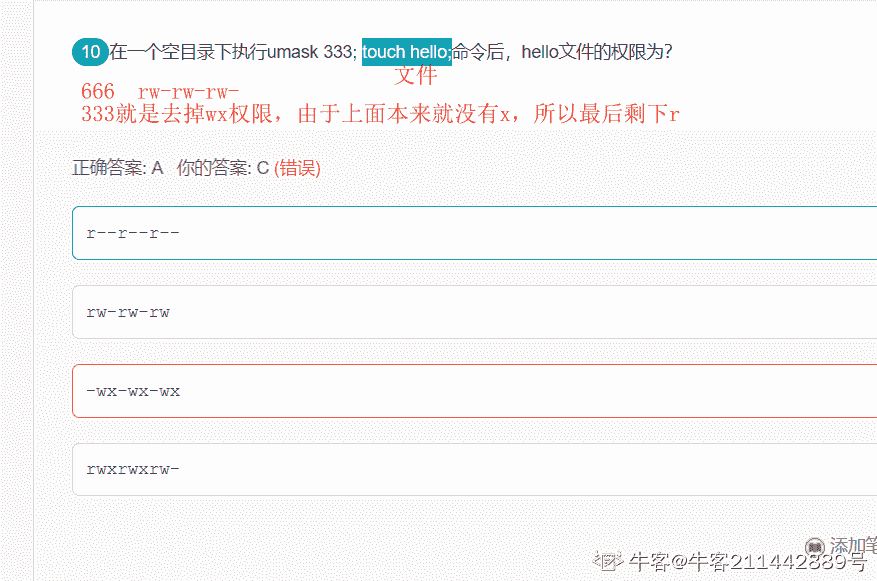 10 在一个空目录下执行umask 333; touch hello;命令后，hello文件的权限为？
文件
666 rw-rw-rw-
333就是去掉wx权限，由于上面本来就没有x，所以最后剩下r
正确答案: A 你的答案: C (错误)
r--r--r--
rw-rw-rw
-wx-wx-wx
rwxrwxrw-
添加笔
牛客@牛客211442889号